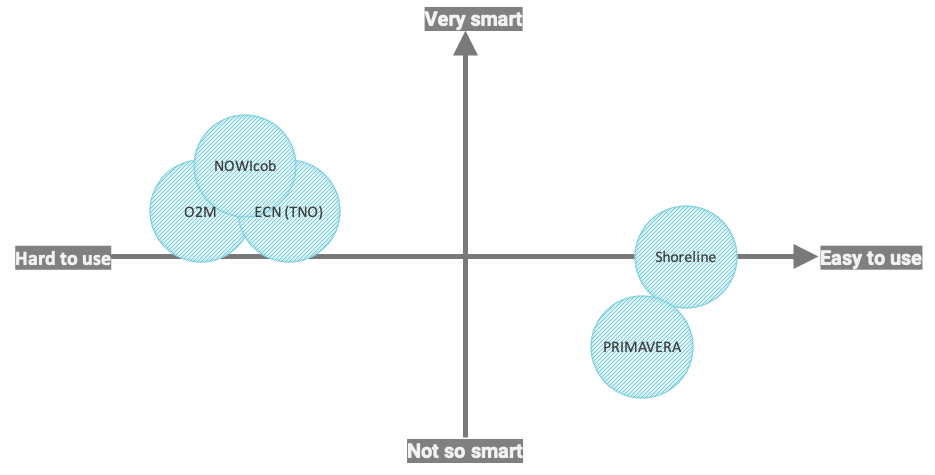 Very smart
NOWIcob
O2M
ECN (TNO)
Hard to use
Shoreline
Easy to use
PRIMAVERA
Not so smart